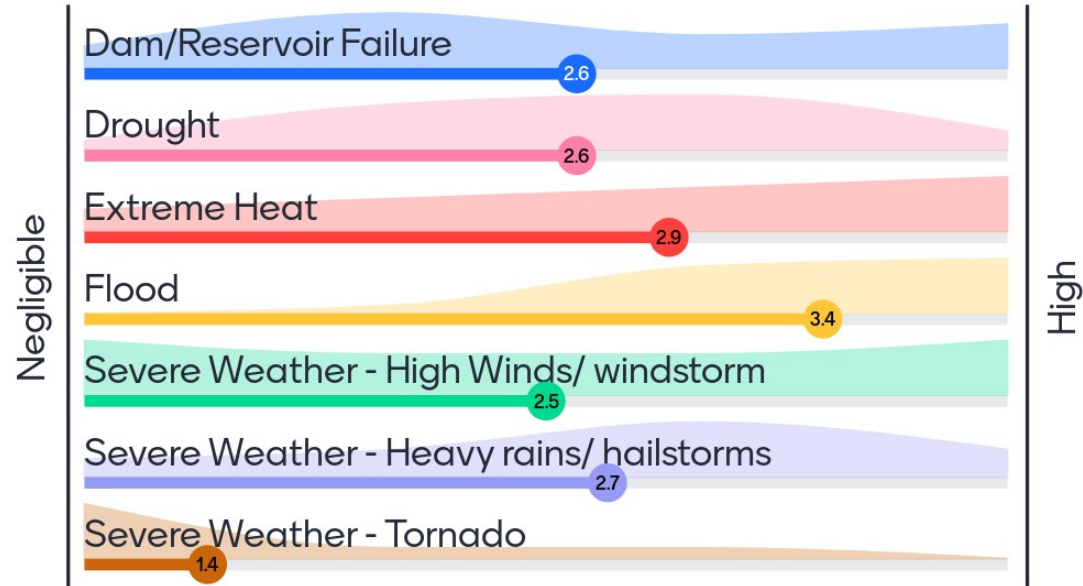 Negligible
Dam/Reservoir Failure
2.6
Drought
2.6
Extreme Heat
2.9
Flood
3.4
Severe Weather - High Winds/ windstorm
2.5
Severe Weather - Heavy rains/ hailstorms
2.7
Severe Weather - Tornado
1.4
High